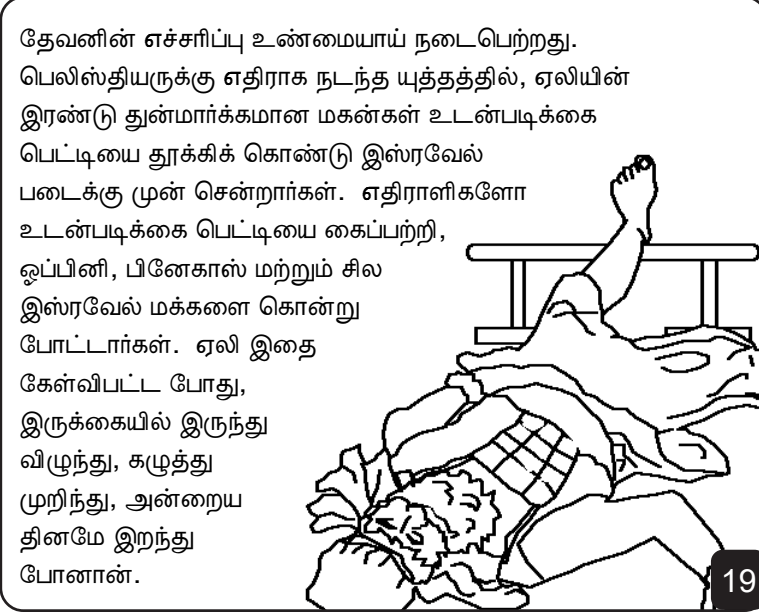 தேவனின் எச்சரிப்பு உண்மையாய் நடைபெற்றது.
பெலிஸ்தியருக்கு எதிராக நடந்த யுத்தத்தில், ஏலியின்
இரண்டு துன்மார்க்கமான மகன்கள் உடன்படிக்கை
பெட்டியை தூக்கிக் கொண்டு இஸ்ரவேல்
படைக்கு முன் சென்றார்கள். எதிராளிகளோ
உடன்படிக்கை பெட்டியை கைப்பற்றி,
ஒப்பினி, பினேகாஸ் மற்றும் சில
இஸ்ரவேல் மக்களை கொன்று
போட்டார்கள். ஏலி இதை
கேள்விபட்ட போது,
இருக்கையில் இருந்து
விழுந்து, கழுத்து
முறிந்து, அன்றைய
தினமே இறந்து
போனான்.
19